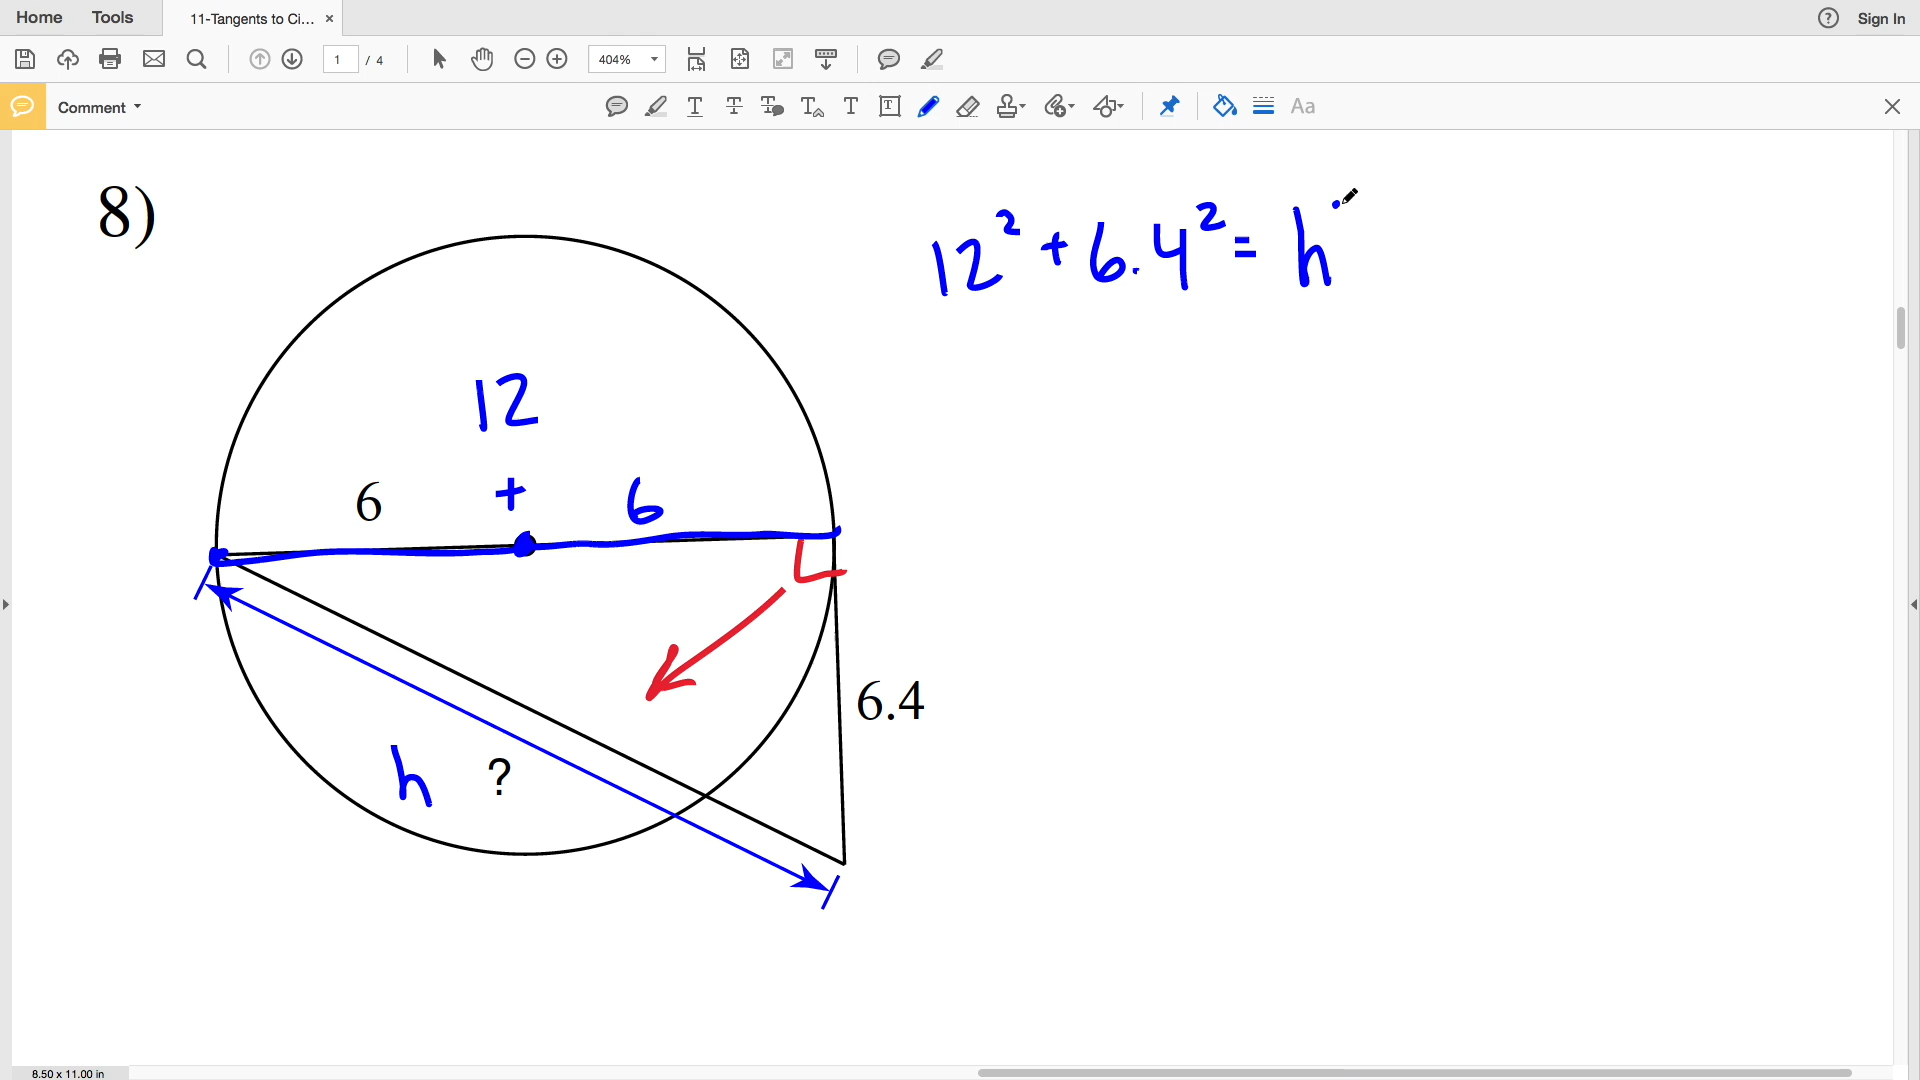 Home Tools 11-Tangents to Ci... × ? Sign In
1 / 4 404%
Comment T T T T T T Aa
8)
12² + 6.4² = h
12
6 + 6
6.4
h ?
8.50 x 11.00 in